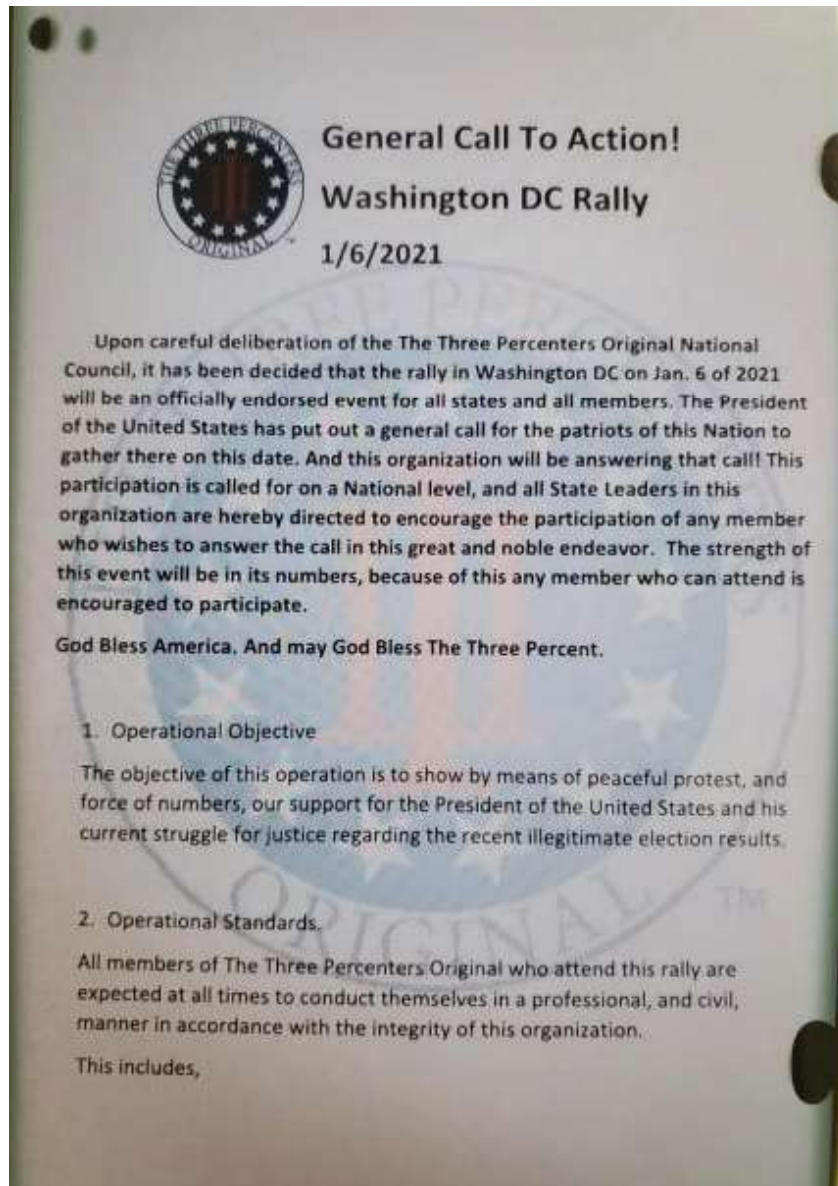 THE THREE PERCENTERS
ORIGINAL
General Call To Action!
Washington DC Rally
1/6/2021
Upon careful deliberation of the The Three Percenters Original National
Council, it has been decided that the rally in Washington DC on Jan. 6 of 2021
will be an officially endorsed event for all states and all members. The President
of the United States has put out a general call for the patriots of this Nation to
gather there on this date. And this organization will be answering that call! This
participation is called for on a National level, and all State Leaders in this
organization are hereby directed to encourage the participation of any member
who wishes to answer the call in this great and noble endeavor. The strength of
this event will be in its numbers, because of this any member who can attend is
encouraged to participate.
God Bless America. And may God Bless The Three Percent.
1. Operational Objective
The objective of this operation is to show by means of peaceful protest, and
force of numbers, our support for the President of the United States and his
current struggle for justice regarding the recent illegitimate election results.
ORIGINAL
TM
2. Operational Standards.
All members of The Three Percenters Original who attend this rally are
expected at all times to conduct themselves in a professional, and civil,
manner in accordance with the integrity of this organization.
This includes,